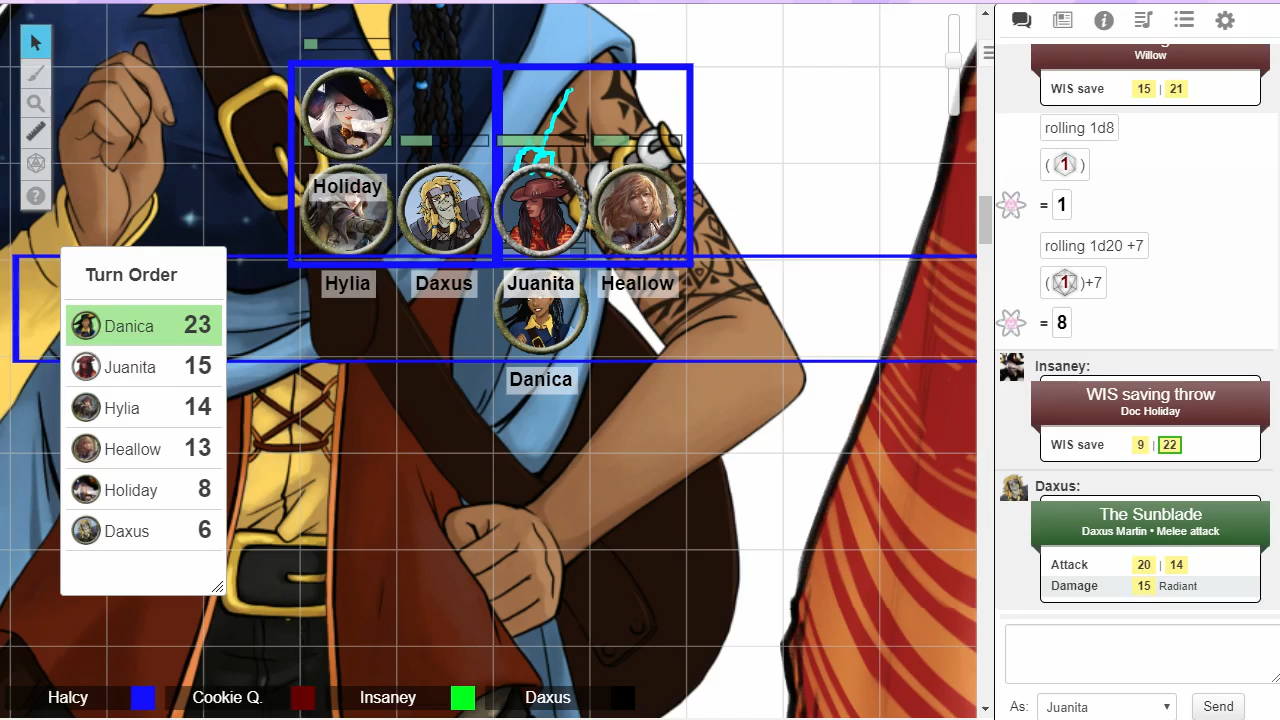 Holiday
Hylia
Daxus
Juanita
Heallow
Danica
Turn Order
Danica 23
Juanita 15
Hylia 14
Heallow 13
Holiday 8
Daxus 6
Halcy
Cookie Q.
Insaney
Daxus
Willow
WIS save 15 | 21
rolling 1d8
(1)
= 1
rolling 1d20 +7
(1)+7
= 8
Insaney:
WIS saving throw
Doc Holiday
WIS save 9 | 22
Daxus:
The Sunblade
Daxus Martin • Melee attack
Attack 20 | 14
Damage 15 Radiant
As: Juanita Send